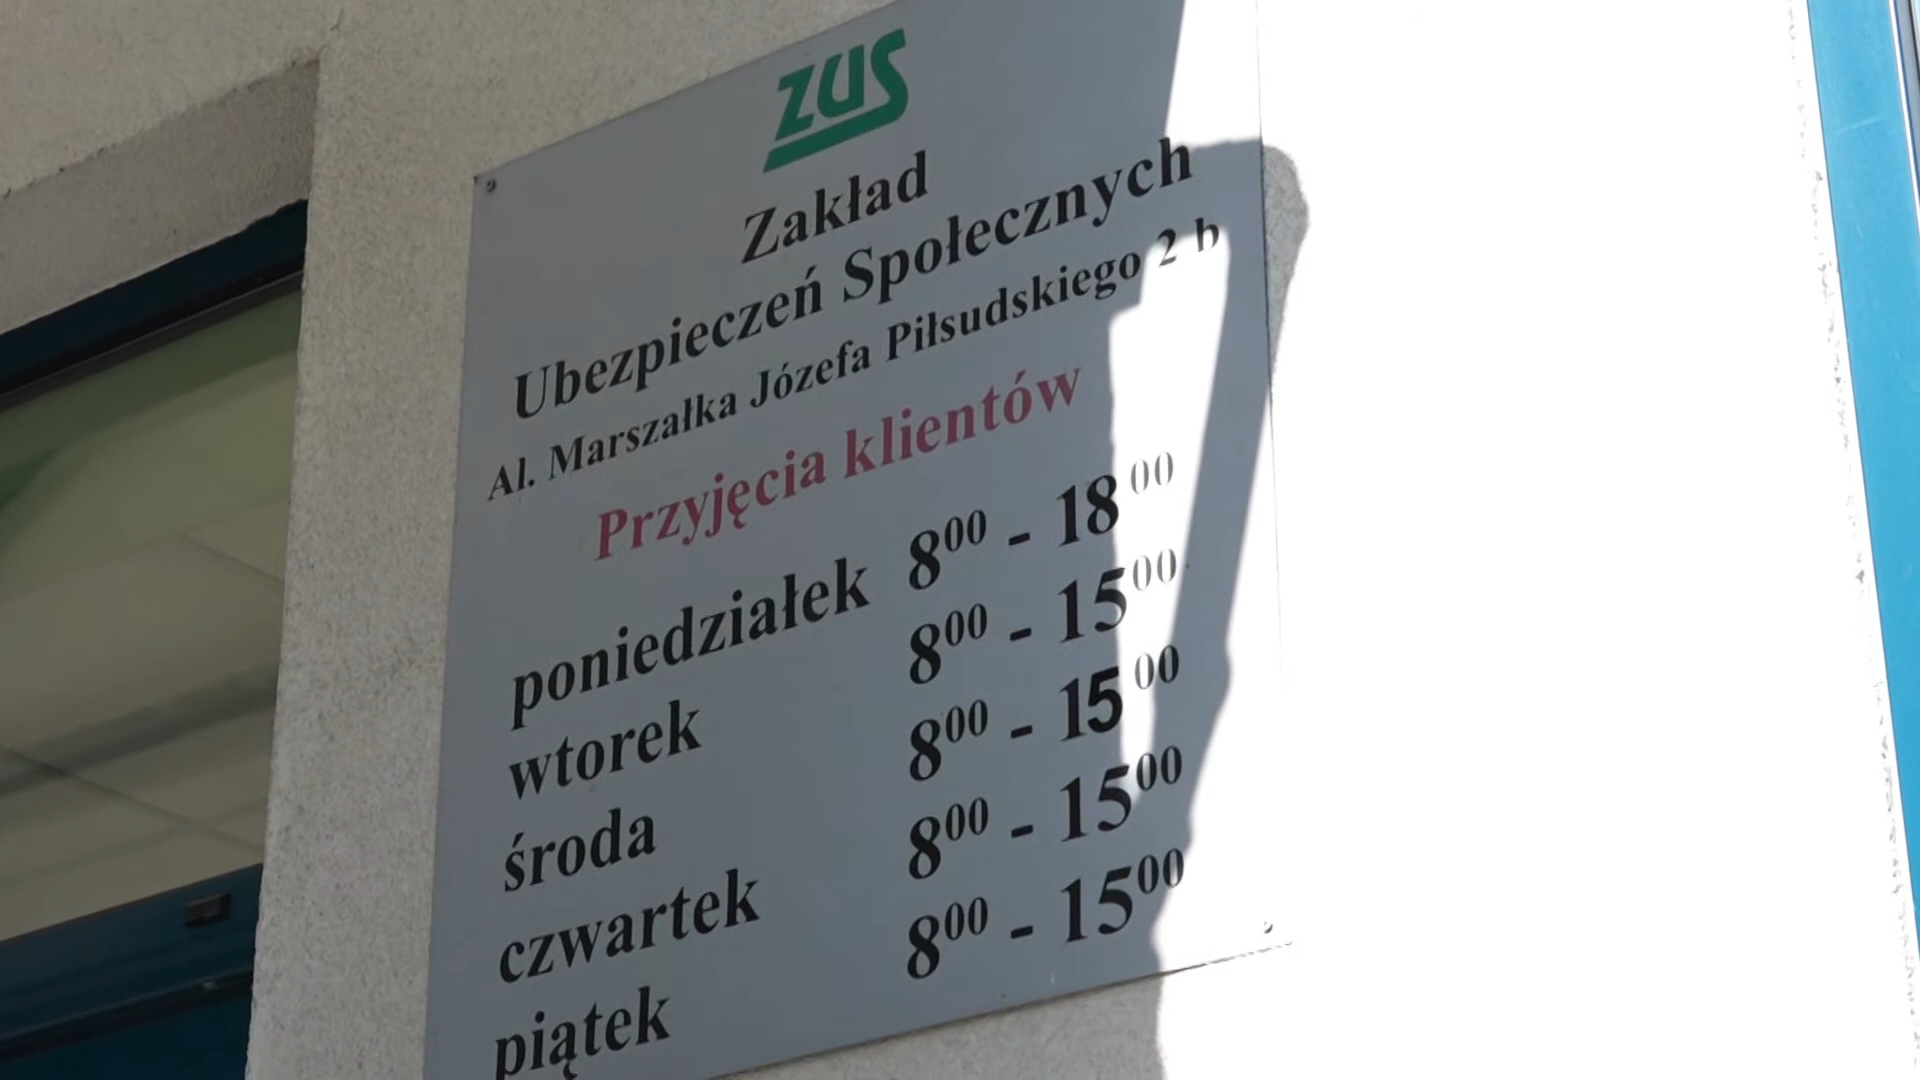 ZUS
Zakład
Ubezpieczeń Społecznych
Al. Marszałka Józefa Piłsudskiego 2 b
Przyjęcia klientów
poniedziałek 8⁰⁰ - 18⁰⁰
wtorek 8⁰⁰ - 15⁰⁰
środa 8⁰⁰ - 15⁰⁰
czwartek 8⁰⁰ - 15⁰⁰
piątek 8⁰⁰ - 15⁰⁰